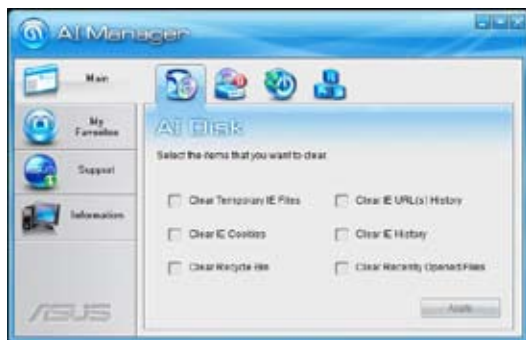 AI Manager
Main
My Favorites
Support
Information
AI Disk
Select the items that you want to clear.
Clear Temporary IE Files
Clear IE URL(s) History
Clear IE Cookies
Clear IE History
Clear Recycle Bin
Clear Recently Opened Files
Apply
ASUS